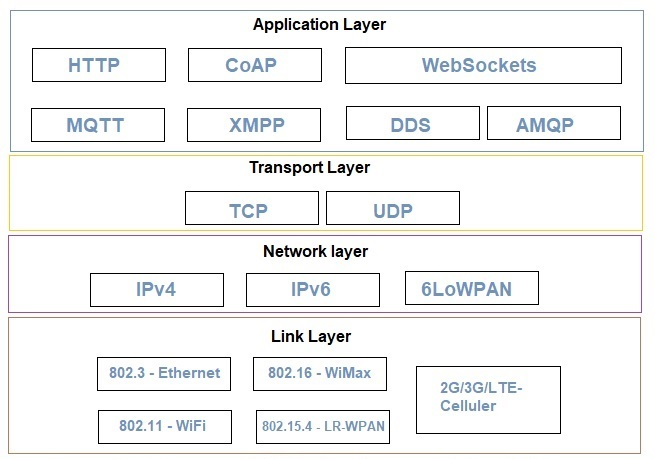 Application Layer
HTTP
CoAP
WebSockets
MQTT
XMPP
DDS
AMQP
Transport Layer
TCP
UDP
Network layer
IPv4
IPv6
6LoWPAN
Link Layer
802.3 - Ethernet
802.16 - WiMax
2G/3G/LTE-
Celluler
802.11 - WiFi
802.15.4 - LR-WPAN